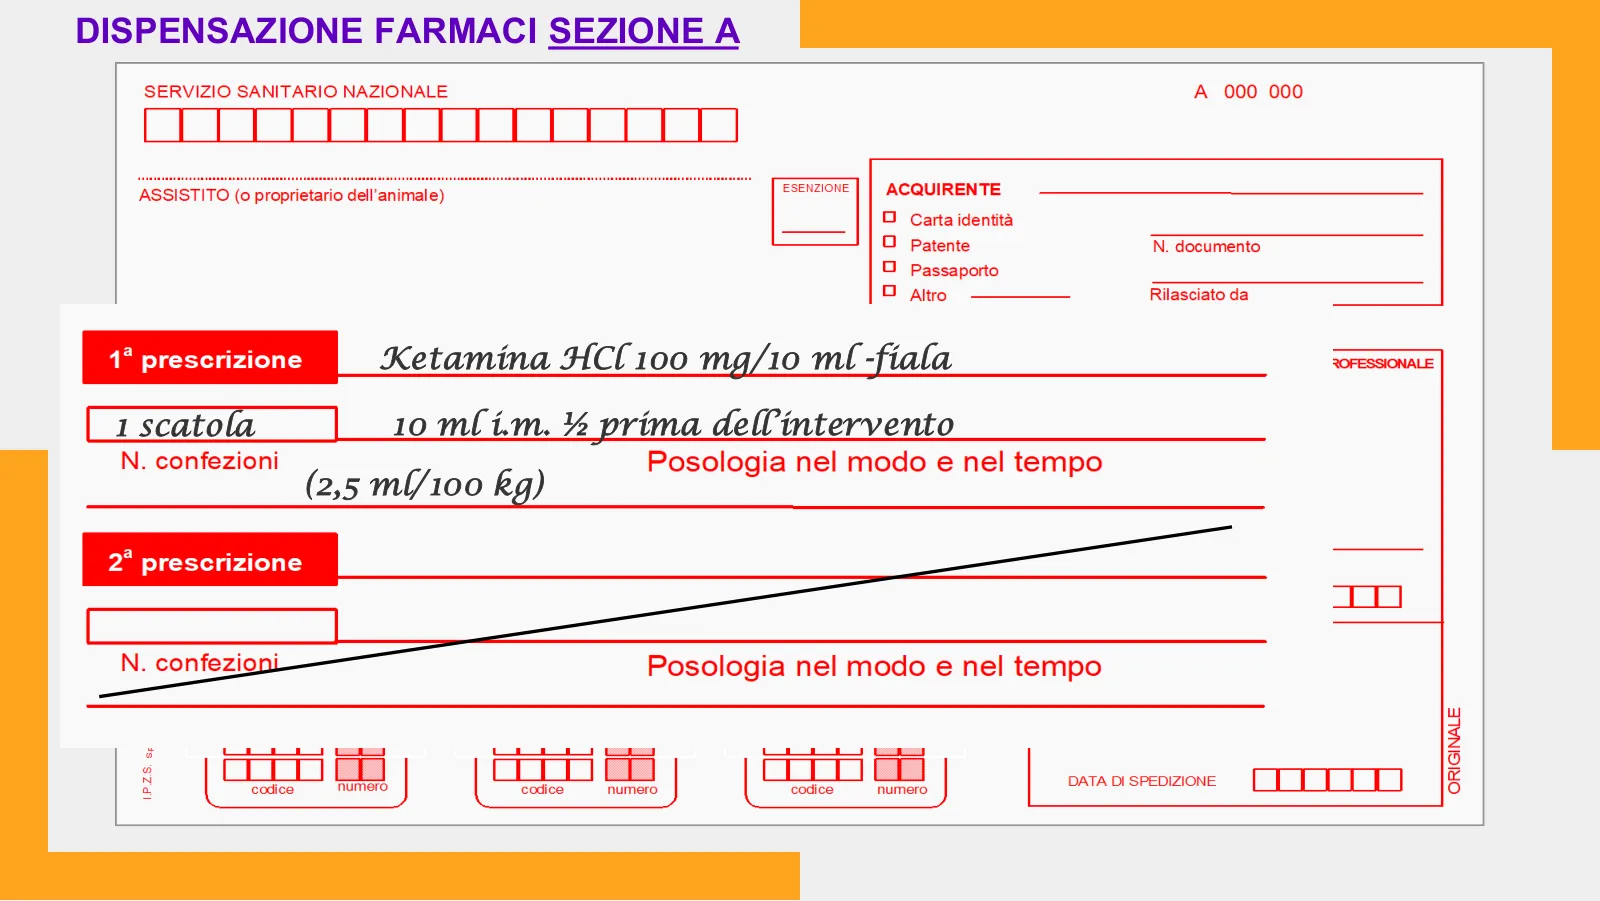 DISPENSAZIONE FARMACI SEZIONE A
SERVIZIO SANITARIO NAZIONALE
A 000 000
ASSISTITO (o proprietario dell'animale)
ESENZIONE
ACQUIRENTE
Carta identità
Patente
N. documento
Passaporto
Altro
Rilasciato da
1ª prescrizione
Ketamina HCl 100 mg/10 ml -fiala
ROFESSIONALE
1 scatola
10 ml i.m. ½ prima dell'intervento
N. confezioni
Posologia nel modo e nel tempo
(2,5 ml/100 kg)
2ª prescrizione
N. confezioni
Posologia nel modo e nel tempo
I.P.Z.S.
codice numero
codice numero
codice numero
DATA DI SPEDIZIONE
ORIGINALE